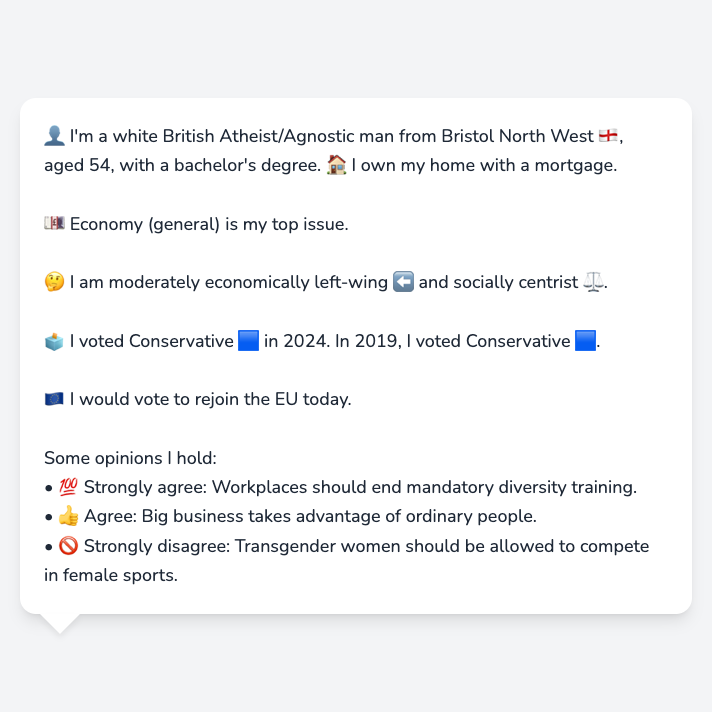 👤 I'm a white British Atheist/Agnostic man from Bristol North West 🏴󠁧󠁢󠁥󠁮󠁧󠁿,
aged 54, with a bachelor's degree. 🏠 I own my home with a mortgage.
💷 Economy (general) is my top issue.
🤔 I am moderately economically left-wing ⬅️ and socially centrist ⚖️.
🗳️ I voted Conservative 🟦 in 2024. In 2019, I voted Conservative 🟦.
🇪🇺 I would vote to rejoin the EU today.
Some opinions I hold:
• 💯 Strongly agree: Workplaces should end mandatory diversity training.
• 👍 Agree: Big business takes advantage of ordinary people.
• 🚫 Strongly disagree: Transgender women should be allowed to compete
in female sports.